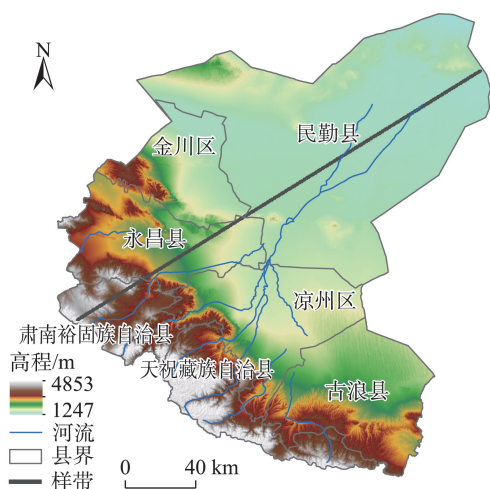 N
民勤县
金川区
永昌县
凉州区
肃南裕固族自治县
天祝藏族自治县
古浪县
高程/m
4853
1247
河流
县界
样带
0 40 km